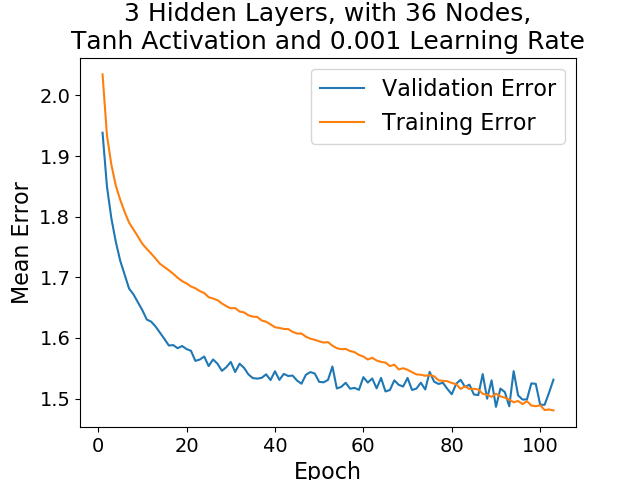 3 Hidden Layers, with 36 Nodes,
Tanh Activation and 0.001 Learning Rate
Validation Error
Training Error
Mean Error
2.0
1.9
1.8
1.7
1.6
1.5
0 20 40 60 80 100
Epoch